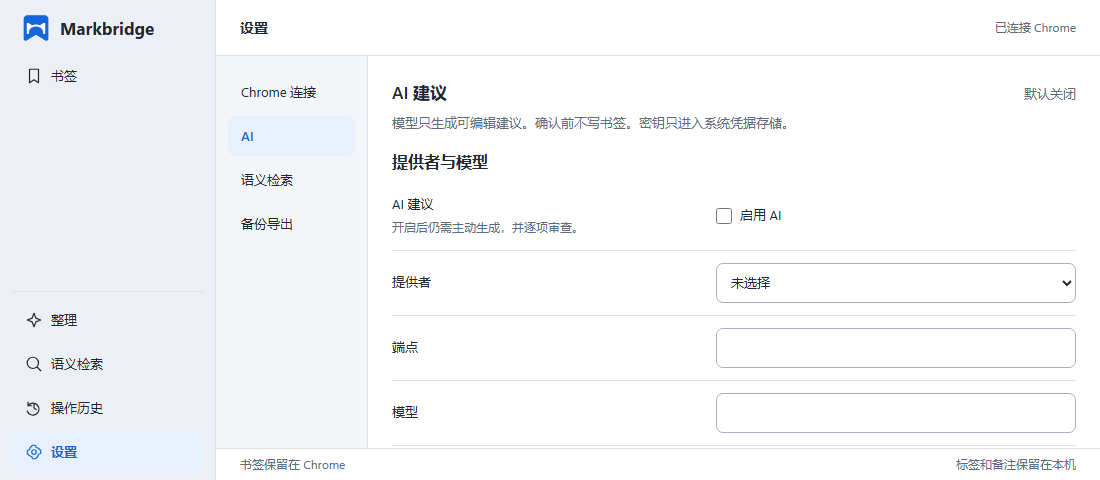 Markbridge
书签
整理
语义检索
操作历史
设置
设置
已连接 Chrome
Chrome 连接
AI
语义检索
备份导出
AI 建议
默认关闭
模型只生成可编辑建议。确认前不写书签。密钥只进入系统凭据存储。
提供者与模型
AI 建议
开启后仍需主动生成，并逐项审查。
启用 AI
提供者
未选择
端点
模型
书签保留在 Chrome
标签和备注保留在本机